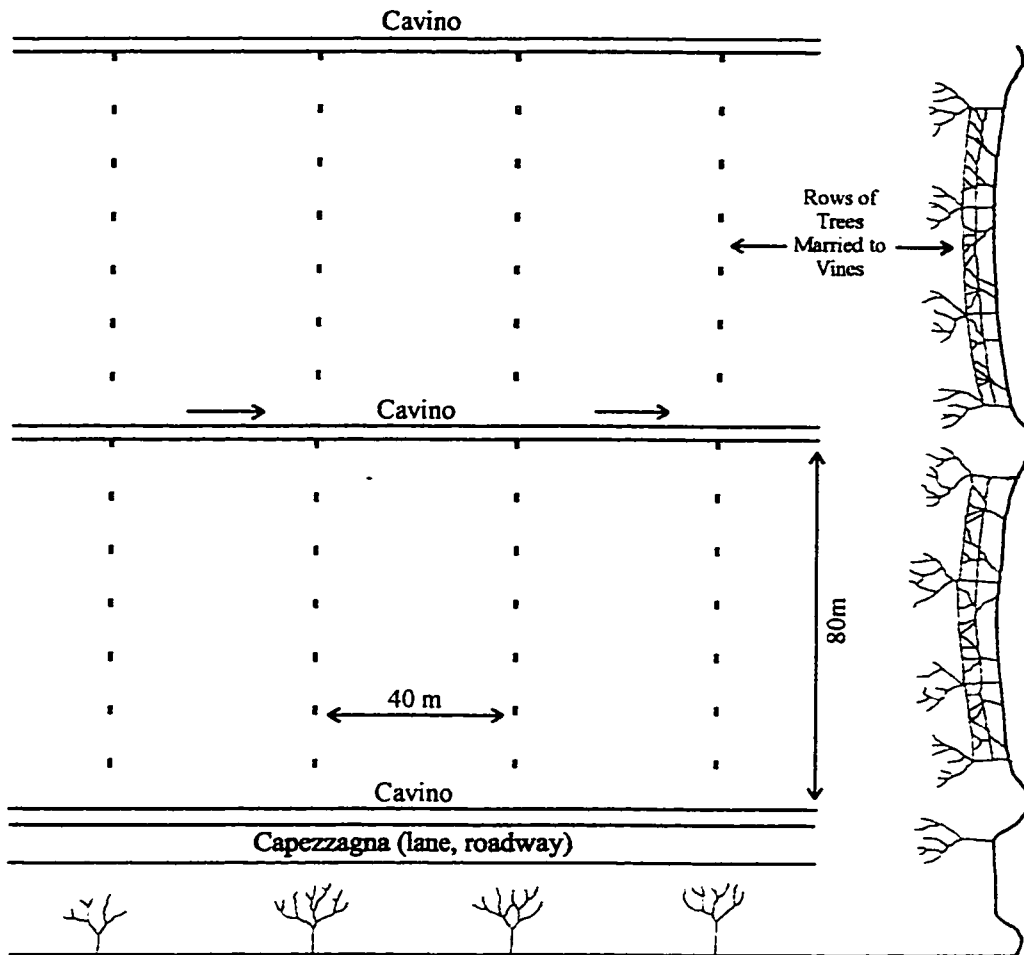 Cavino
Rows of
Trees
Married to
Vines
Cavino
80m
40 m
Cavino
Capezzagna (lane, roadway)